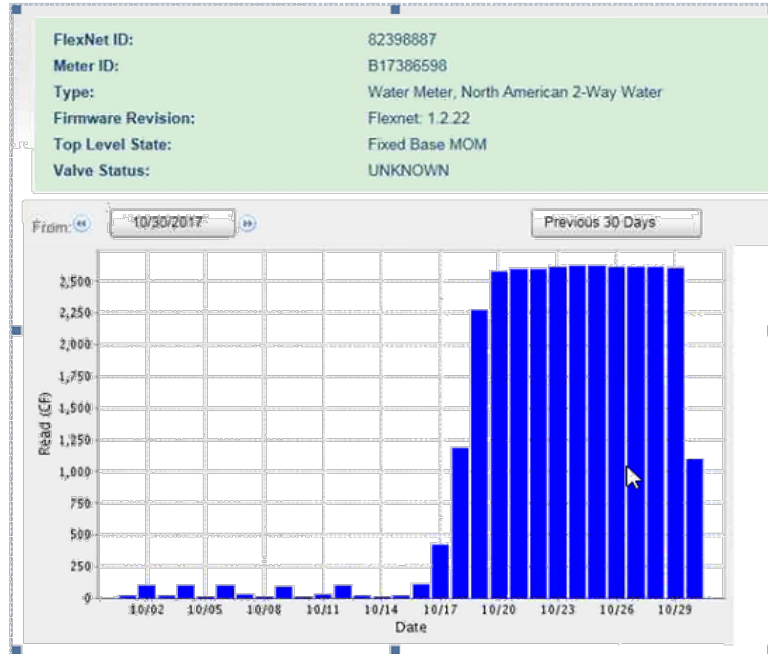 FlexNet ID: 82398887
Meter ID: B17386598
Type: Water Meter, North American 2-Way Water
Firmware Revision: Flexnet: 1.2.22
Top Level State: Fixed Base MOM
Valve Status: UNKNOWN
From: 10/30/2017 Previous 30 Days
2,500
2,250
2,000
1,750
1,500
1,250
1,000
750
500
250
0
Read (CF)
10/02 10/05 10/08 10/11 10/14 10/17 10/20 10/23 10/26 10/29
Date